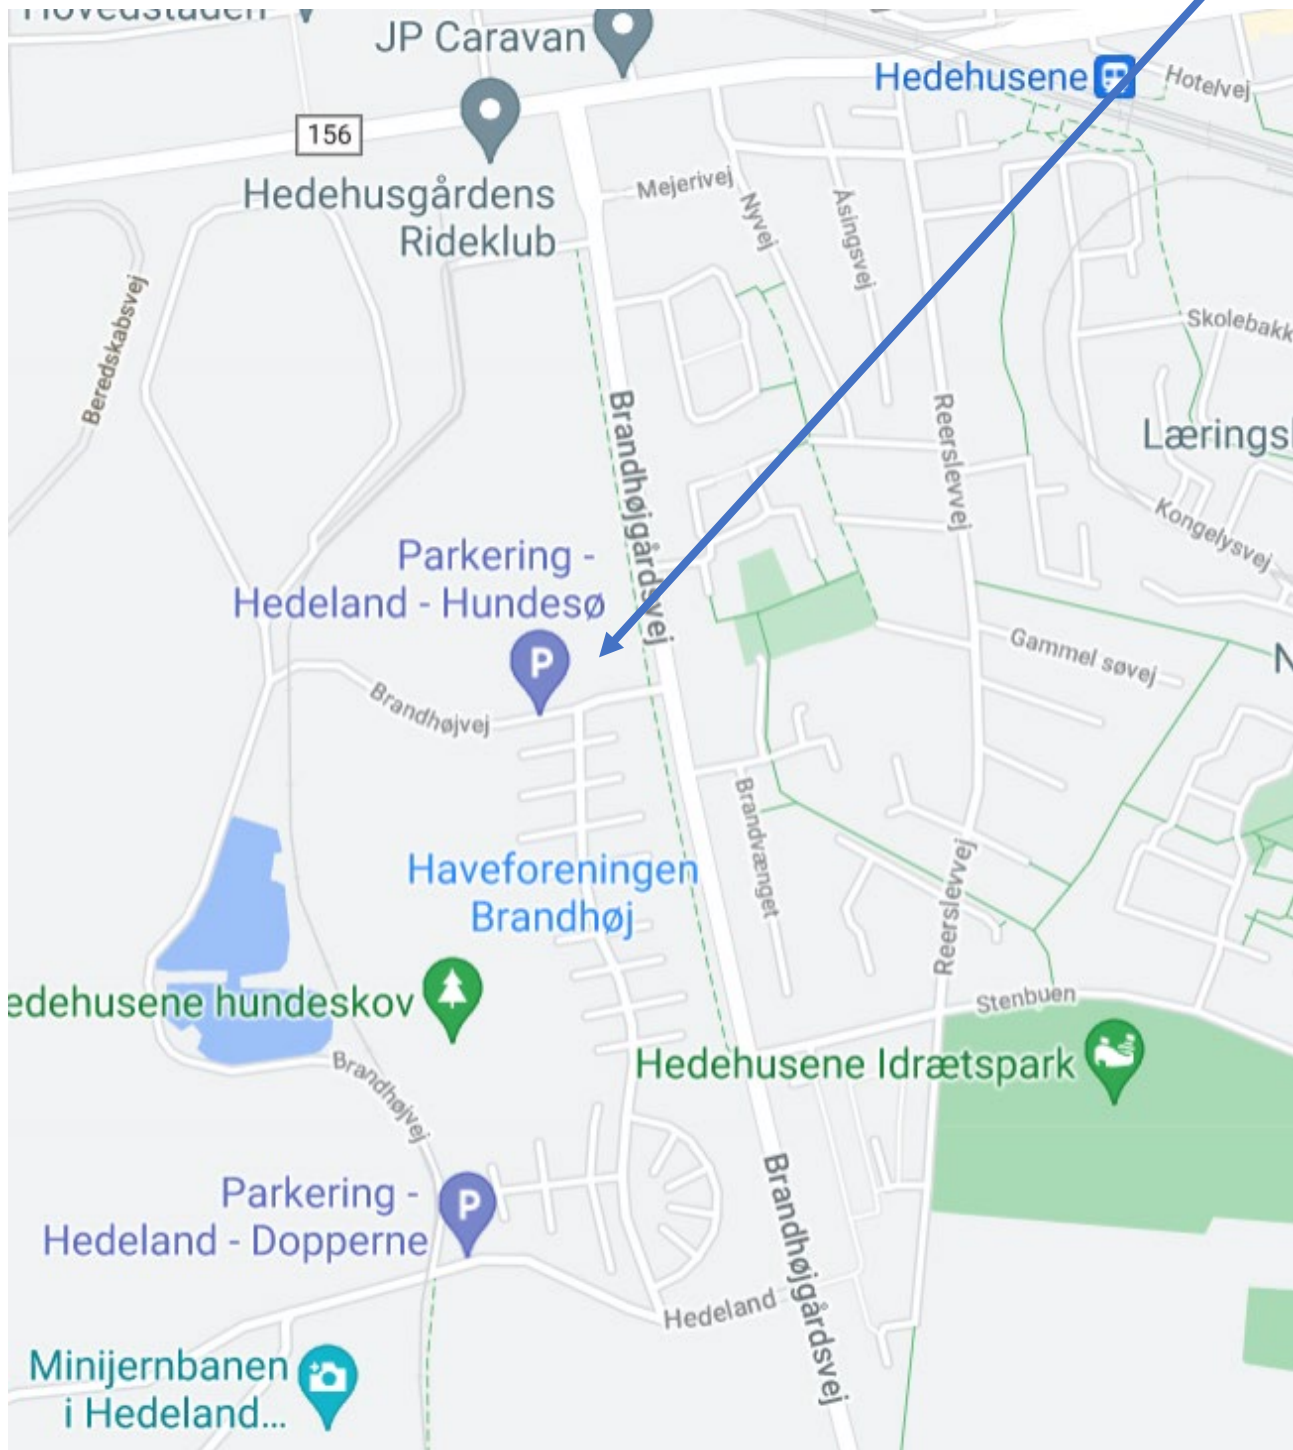 Hovedstaden
JP Caravan
Hedehusene
Hotelvej
156
Hedehusgårdens
Rideklub
Mejerivej
Nyvej
Åsingsvej
Beredskabsvej
Skolebakk
Brandhøjgårdsvej
Reerslevvej
Læringsl
Kongelysvej
Parkering -
Hedeland - Hundesø
Gammel søvej
N
Brandhøjvej
Brandvænget
Haveforeningen
Brandhøj
Reerslevvej
edehusene hundeskov
Stenbuen
Hedehusene Idrætspark
Brandhøjvej
Parkering -
Hedeland - Dopperne
Brandhøjgårdsvej
Hedeland
Minijernbanen
i Hedeland...